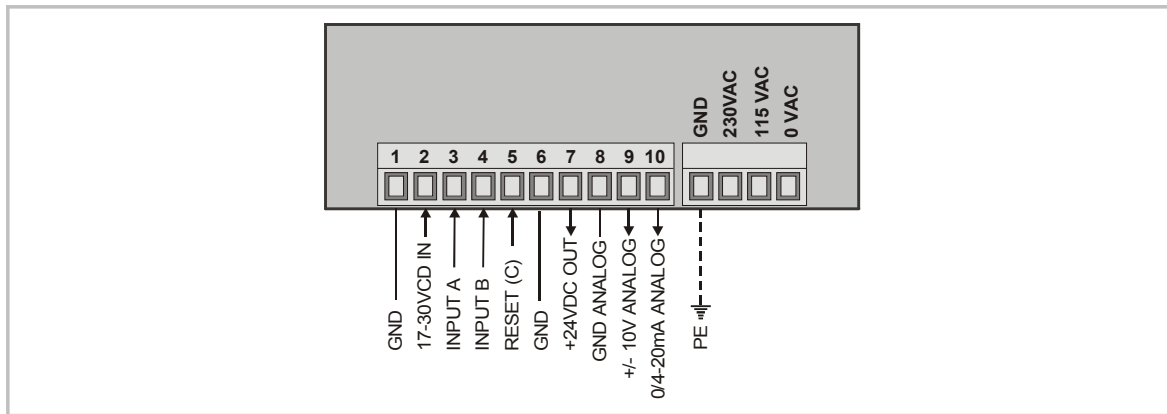 GND
230VAC
115 VAC
0 VAC
1 2 3 4 5 6 7 8 9 10
GND
17-30VCD IN
INPUT A
INPUT B
RESET (C)
GND
+24VDC OUT
GND ANALOG
+/- 10V ANALOG
0/4-20mA ANALOG
PE